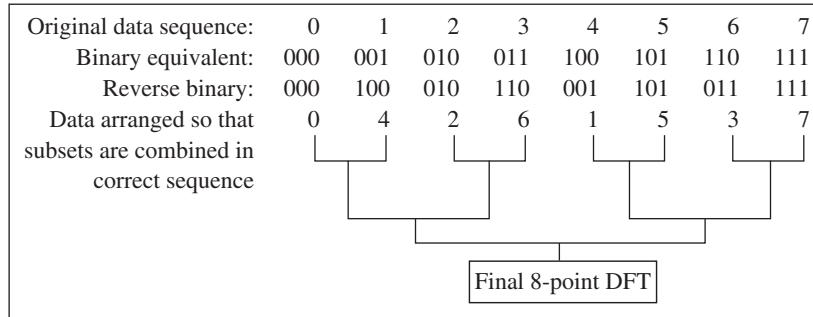 Original data sequence: 0 1 2 3 4 5 6 7
Binary equivalent: 000 001 010 011 100 101 110 111
Reverse binary: 000 100 010 110 001 101 011 111
Data arranged so that 0 4 2 6 1 5 3 7
subsets are combined in
correct sequence
Final 8-point DFT